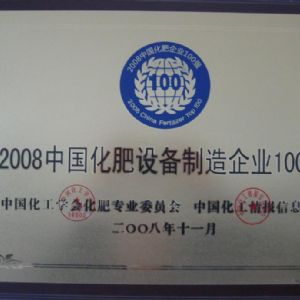 2008中国化肥企业100强
100
2008 China Fertilizer Top 100
2008中国化肥设备制造企业100
中国化工学会化肥专业委员会 中国化工情报信息
二〇〇八年十一月